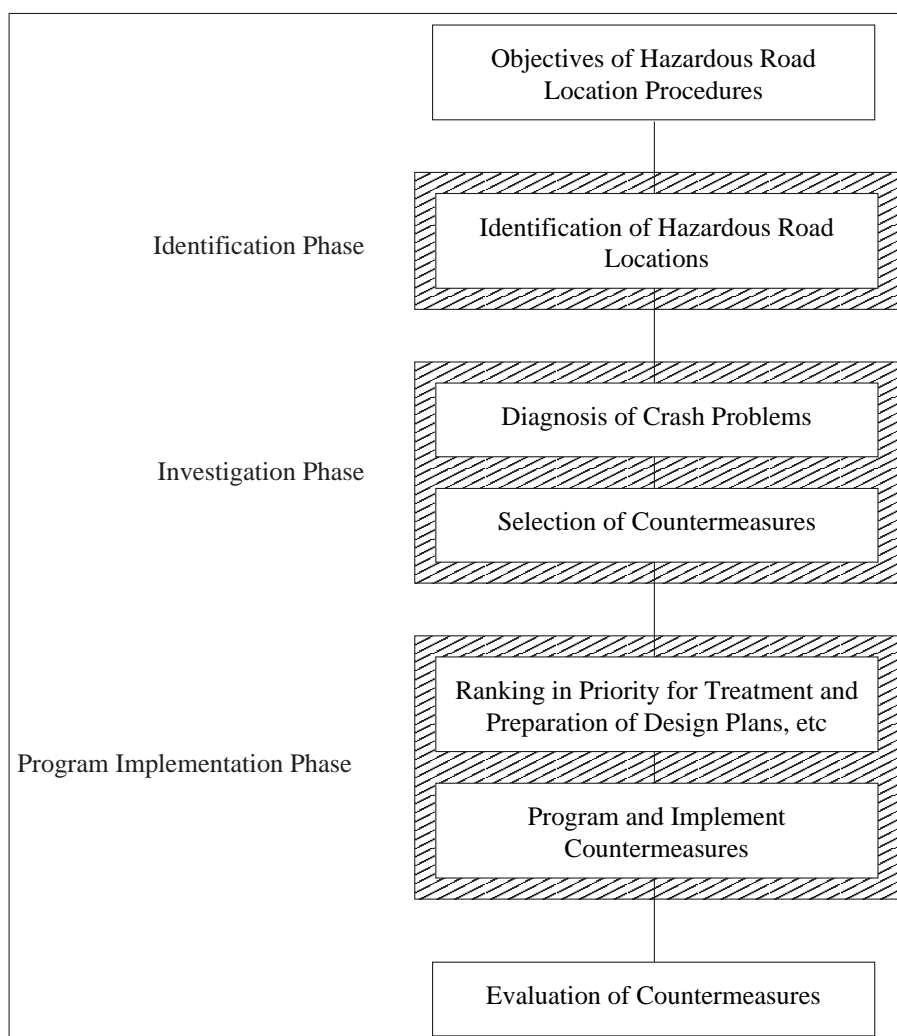 Objectives of Hazardous Road
Location Procedures
Identification Phase
Identification of Hazardous Road
Locations
Investigation Phase
Diagnosis of Crash Problems
Selection of Countermeasures
Program Implementation Phase
Ranking in Priority for Treatment and
Preparation of Design Plans, etc
Program and Implement
Countermeasures
Evaluation of Countermeasures